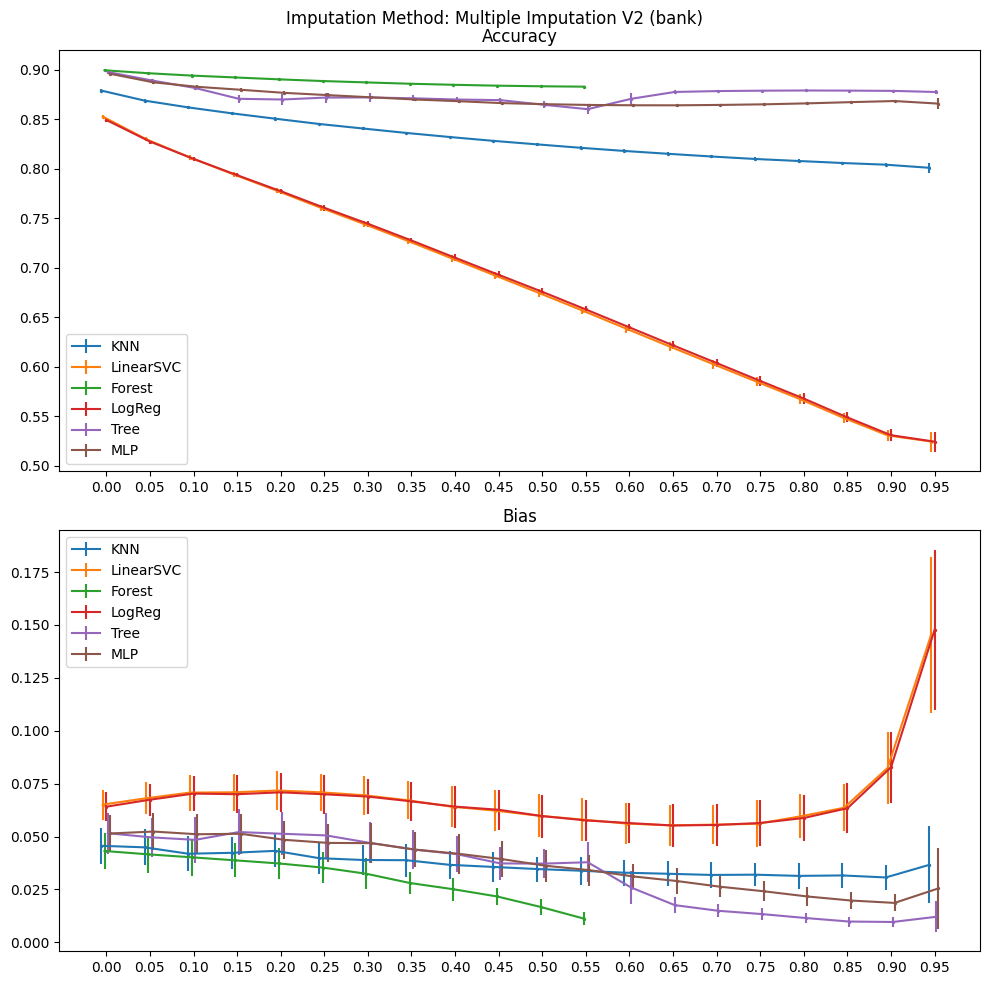 Imputation Method: Multiple Imputation V2 (bank)
Accuracy
0.90
0.85
0.80
0.75
0.70
0.65
0.60
0.55
0.50
KNN
LinearSVC
Forest
LogReg
Tree
MLP
0.00 0.05 0.10 0.15 0.20 0.25 0.30 0.35 0.40 0.45 0.50 0.55 0.60 0.65 0.70 0.75 0.80 0.85 0.90 0.95
Bias
0.175
0.150
0.125
0.100
0.075
0.050
0.025
0.000
KNN
LinearSVC
Forest
LogReg
Tree
MLP
0.00 0.05 0.10 0.15 0.20 0.25 0.30 0.35 0.40 0.45 0.50 0.55 0.60 0.65 0.70 0.75 0.80 0.85 0.90 0.95